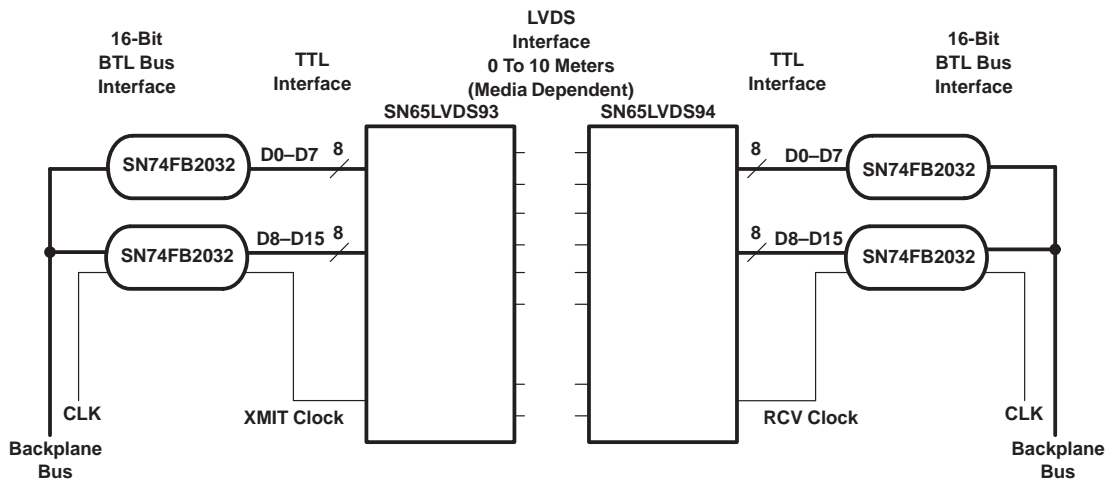 16-Bit
BTL Bus
Interface
TTL
Interface
LVDS
Interface
0 To 10 Meters
(Media Dependent)
TTL
Interface
16-Bit
BTL Bus
Interface
SN65LVDS93
SN65LVDS94
SN74FB2032
D0–D7
8
8
D0–D7
SN74FB2032
SN74FB2032
D8–D15
8
8
D8–D15
SN74FB2032
CLK
XMIT Clock
RCV Clock
CLK
Backplane
Bus
Backplane
Bus